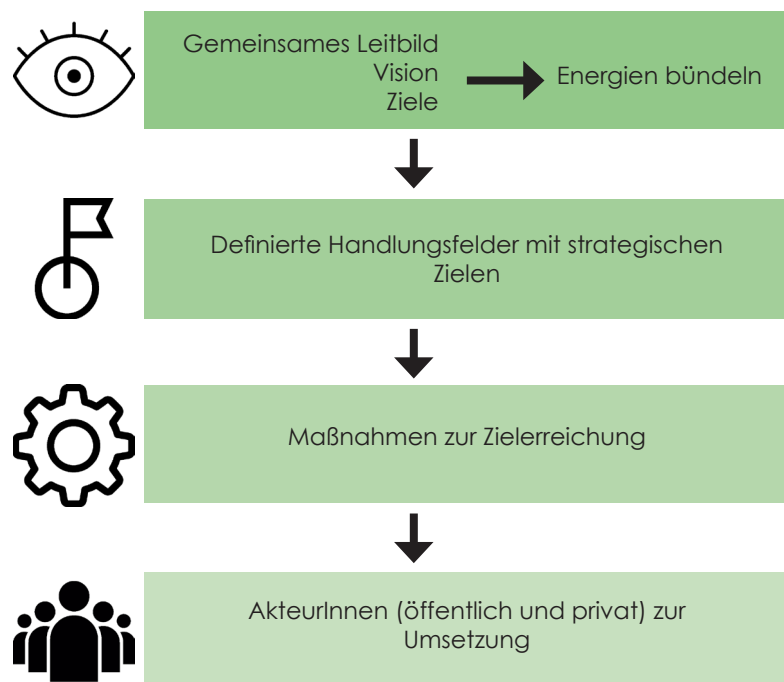 Gemeinsames Leitbild
Vision
Ziele
Energien bündeln
Definierte Handlungsfelder mit strategischen
Zielen
Maßnahmen zur Zielerreichung
AkteurInnen (öffentlich und privat) zur
Umsetzung